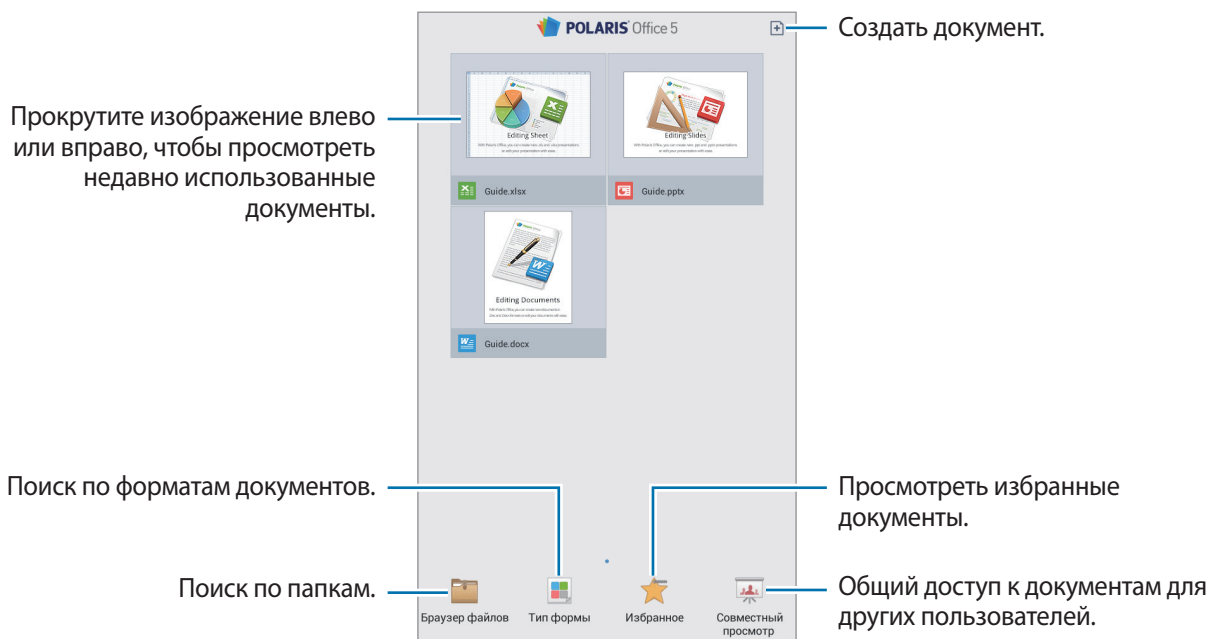 POLARIS Office 5
Создать документ.
Прокрутите изображение влево
или вправо, чтобы просмотреть
недавно использованные
документы.
Editing Sheet
Editing Slides
Guide.xlsx
Guide.pptx
Editing Documents
Guide.docx
Поиск по форматам документов.
Просмотреть избранные
документы.
Поиск по папкам.
Общий доступ к документам для
других пользователей.
Браузер файлов
Тип формы
Избранное
Совместный
просмотр